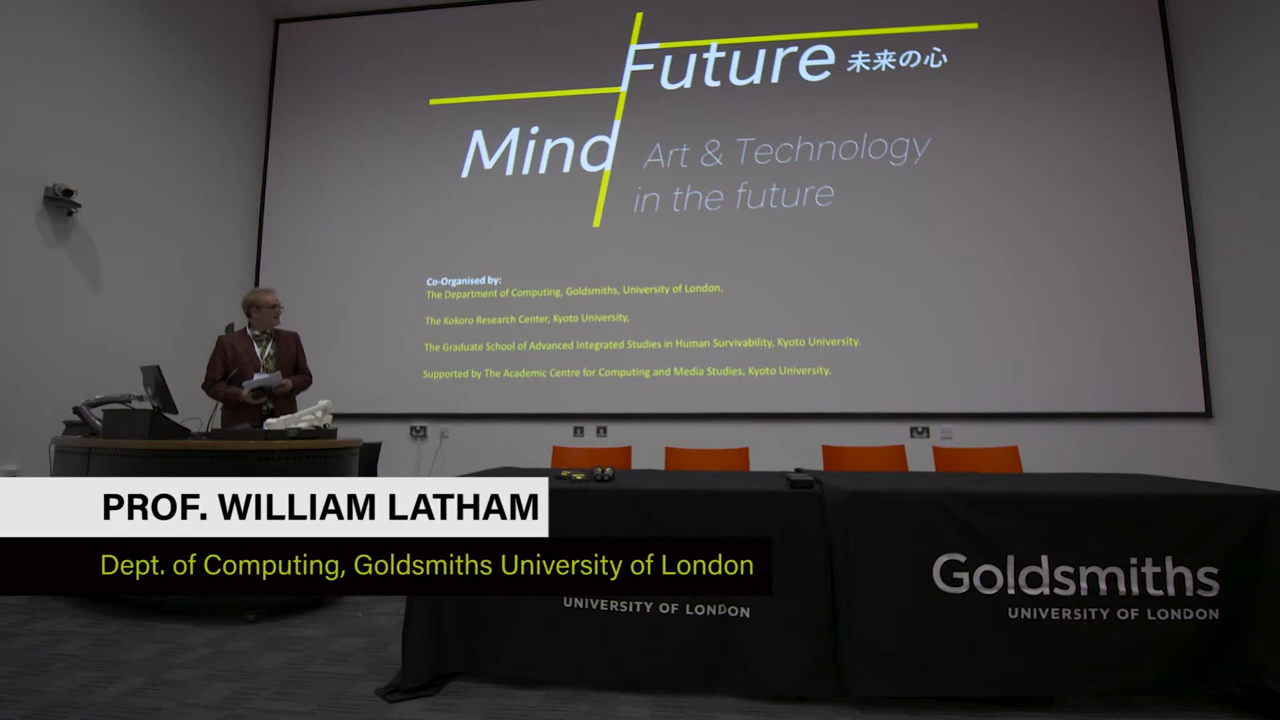 Future 未来の心
Mind Art & Technology
in the future
Co-Organised by:
The Department of Computing, Goldsmiths, University of London.
The Kokoro Research Center, Kyoto University,
The Graduate School of Advanced Integrated Studies in Human Survivability, Kyoto University.
Supported by The Academic Centre for Computing and Media Studies, Kyoto University.
PROF. WILLIAM LATHAM
Dept. of Computing, Goldsmiths University of London
UNIVERSITY OF LONDON
Goldsmiths
UNIVERSITY OF LONDON